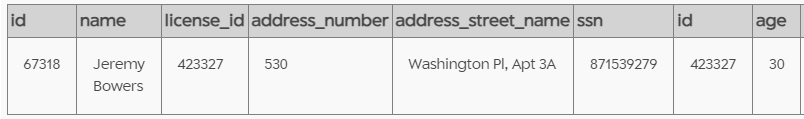 id name license_id address_number address_street_name ssn id age
67318 Jeremy Bowers 423327 530 Washington Pl, Apt 3A 871539279 423327 30